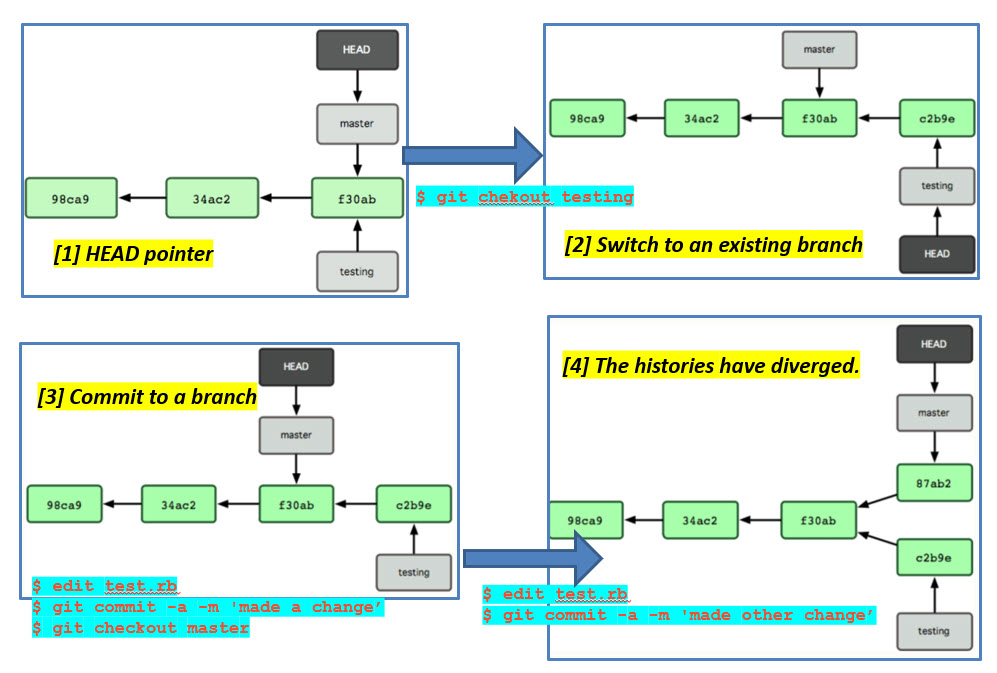 HEAD
master
98ca9
34ac2
f30ab
[1] HEAD pointer
testing
$ git chekout testing
master
98ca9
34ac2
f30ab
c2b9e
testing
[2] Switch to an existing branch
HEAD
[3] Commit to a branch
HEAD
master
98ca9
34ac2
f30ab
c2b9e
testing
$ edit test.rb
$ git commit -a -m 'made a change’
$ git checkout master
[4] The histories have diverged.
HEAD
master
87ab2
98ca9
34ac2
f30ab
c2b9e
testing
$ edit test.rb
$ git commit -a -m 'made other change’